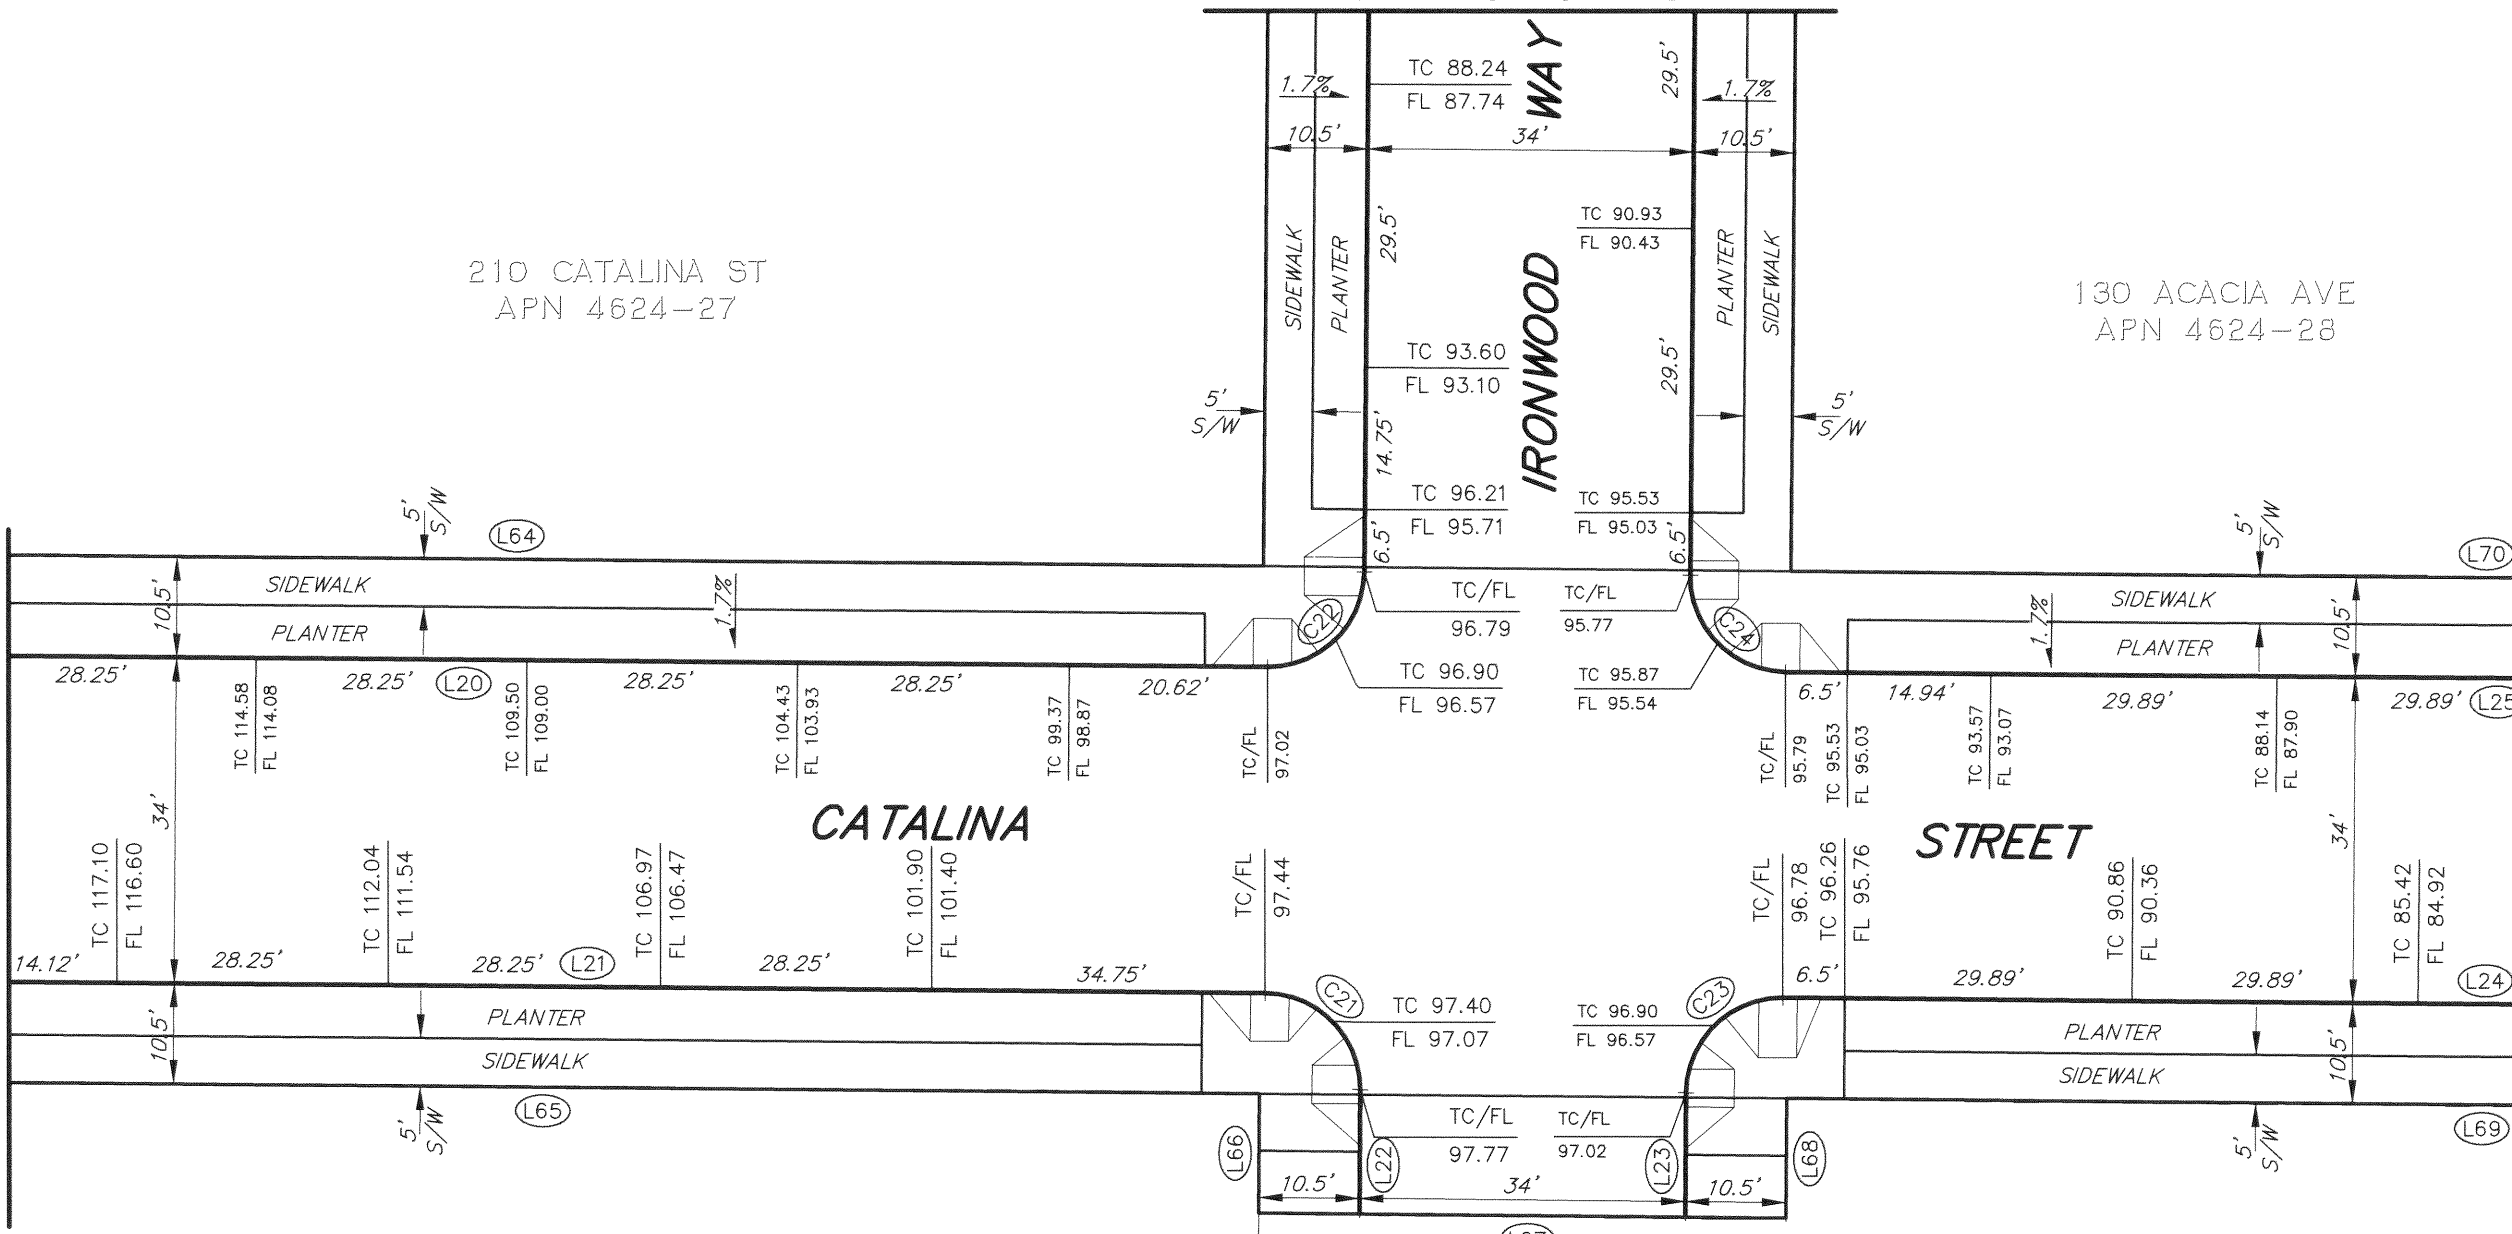 WAY
TC 88.24
FL 87.74
1.7%
29.5'
1.7%
10.5'
34'
10.5'
29.5'
SIDEWALK
PLANTER
IRONWOOD
TC 90.93
FL 90.43
PLANTER
SIDEWALK
210 CATALINA ST
APN 4624-27
130 ACACIA AVE
APN 4624-28
TC 93.60
FL 93.10
29.5'
5'
S/W
14.75'
5'
S/W
TC 96.21
FL 95.71
TC 95.53
FL 95.03
6.5'
6.5'
5'
S/W
L64
5'
S/W
L70
SIDEWALK
10.5'
PLANTER
1.7%
C22
TC/FL
96.79
TC/FL
95.77
C24
1.7%
SIDEWALK
10.5'
PLANTER
28.25'
28.25'
L20
28.25'
28.25'
20.62'
TC 96.90
FL 96.57
TC 95.87
FL 95.54
6.5'
14.94'
29.89'
29.89'
L25
TC 114.58
FL 114.08
TC 109.50
FL 109.00
TC 104.43
FL 103.93
TC 99.37
FL 98.87
TC/FL
97.02
TC/FL
95.79
TC 95.53
FL 95.03
TC 93.57
FL 93.07
TC 88.14
FL 87.90
34'
CATALINA
STREET
34'
TC 117.10
FL 116.60
TC 112.04
FL 111.54
TC 106.97
FL 106.47
TC 101.90
FL 101.40
TC/FL
97.44
TC/FL
96.78
TC 96.26
FL 95.76
TC 90.86
FL 90.36
TC 85.42
FL 84.92
14.12'
28.25'
28.25'
L21
28.25'
34.75'
6.5'
29.89'
29.89'
L24
C21
TC 97.40
FL 97.07
TC 96.90
FL 96.57
C23
10.5'
PLANTER
SIDEWALK
PLANTER
SIDEWALK
10.5'
L65
5'
S/W
TC/FL
97.77
TC/FL
97.02
5'
S/W
L69
L66
L22
L23
L68
10.5'
34'
10.5'